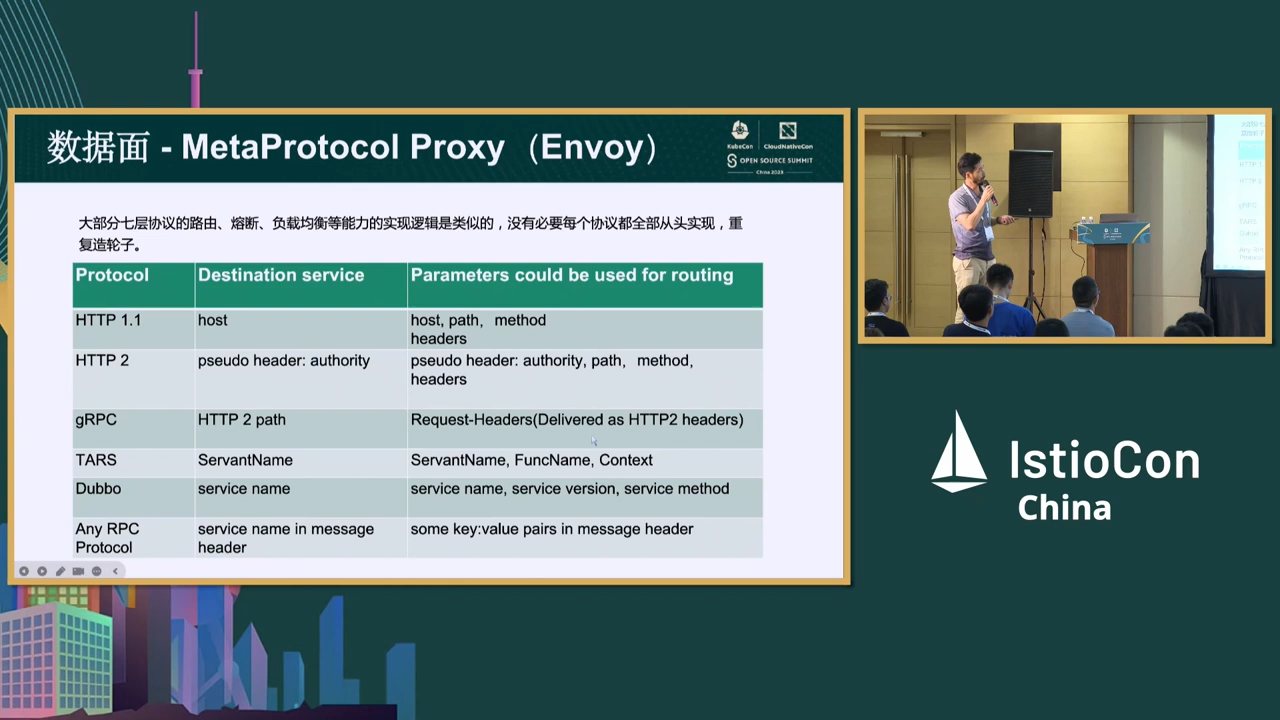 数据面 - MetaProtocol Proxy（Envoy）
KubeCon CloudNativeCon
OPEN SOURCE SUMMIT
China 2023
大部分七层协议的路由、熔断、负载均衡等能力的实现逻辑是类似的，没有必要每个协议都全部从头实现，重
复造轮子。
Protocol Destination service Parameters could be used for routing
HTTP 1.1 host host, path，method
headers
HTTP 2 pseudo header: authority pseudo header: authority, path，method,
headers
gRPC HTTP 2 path Request-Headers(Delivered as HTTP2 headers)
TARS ServantName ServantName, FuncName, Context
Dubbo service name service name, service version, service method
Any RPC service name in message some key:value pairs in message header
Protocol header
IstioCon
China